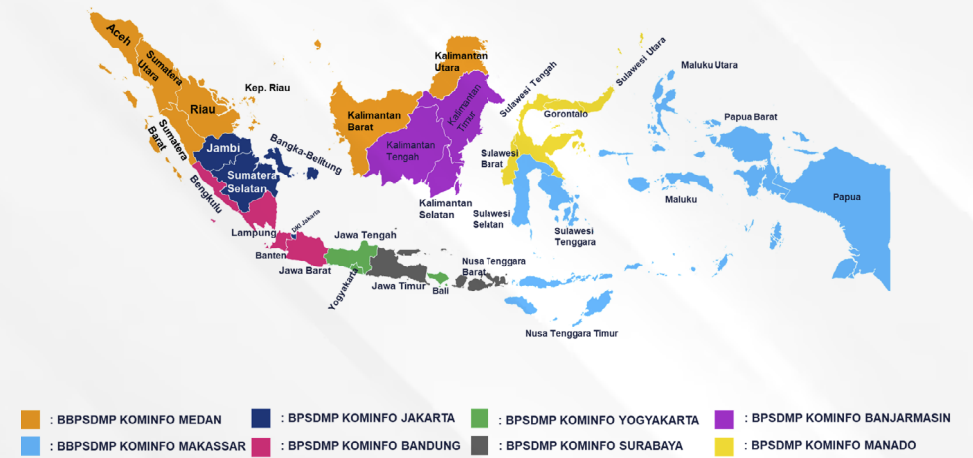 Aceh
Sumatera
Utara
Riau
Kep. Riau
Sumatera
Barat
Jambi
Bangka-Belitung
Sumatera
Selatan
Bengkulu
Lampung
DKI Jakarta
Banten
Jawa Barat
Jawa Tengah
Yogyakarta
Jawa Timur
Bali
Nusa Tenggara
Barat
Nusa Tenggara Timur
Kalimantan
Utara
Kalimantan
Barat
Kalimantan
Timur
Kalimantan
Tengah
Kalimantan
Selatan
Sulawesi Tengah
Sulawesi Utara
Gorontalo
Sulawesi
Brat
Sulawesi
Seletan
Sulawesi
Tenggara
Maluku Utara
Maluku
Papua Barat
Papua
: BBPSDMP KOMINFO MEDAN
: BPSDMP KOMINFO JAKARTA
: BPSDMP KOMINFO YOGYAKARTA
: BPSDMP KOMINFO BANJARMASIN
: BBPSDMP KOMINFO MAKASSAR
: BPSDMP KOMINFO BANDUNG
: BPSDMP KOMINFO SURABAYA
: BPSDMP KOMINFO MANADO